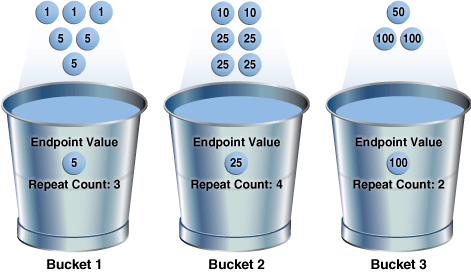 1 1 1
5 5
5
Endpoint Value
5
Repeat Count: 3
Bucket 1
10 10
25 25
25 25
Endpoint Value
25
Repeat Count: 4
Bucket 2
50
100 100
Endpoint Value
100
Repeat Count: 2
Bucket 3